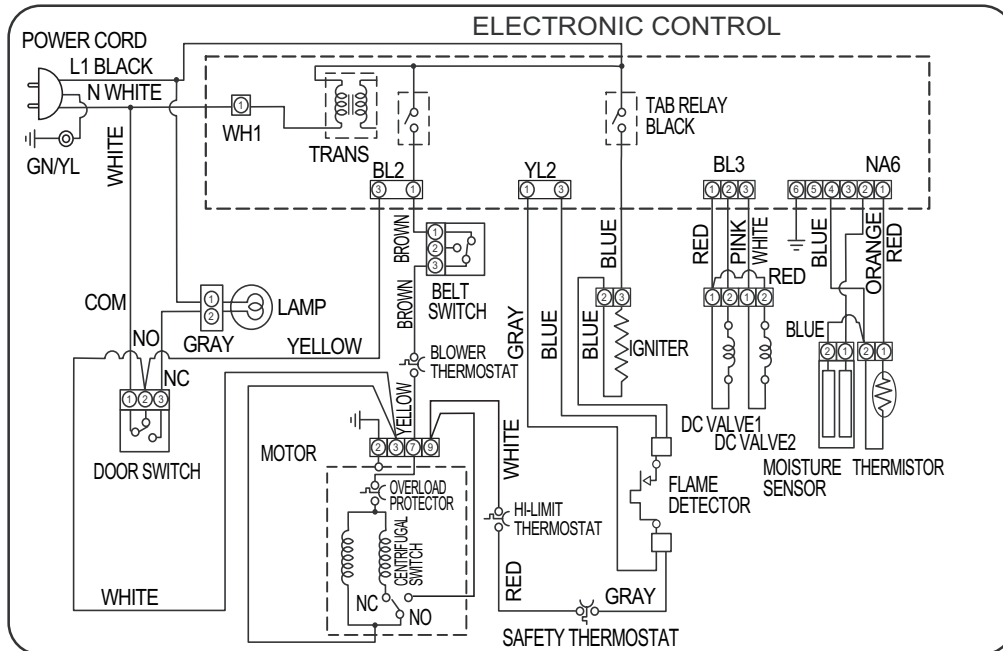 ELECTRONIC CONTROL
POWER CORD
L1 BLACK
N WHITE
GN/YL
WHITE
1
WH1
TRANS
TAB RELAY
BLACK
BL2
3 1
YL2
1 3
BL3
1 2 3
NA6
6 5 4 3 2 1
BROWN
1
2
3
BELT
SWITCH
BROWN
GRAY
BLUE
BLUE
BLUE
RED
PINK
WHITE
RED
BLUE
ORANGE
RED
COM
NO
NC
1
2
LAMP
GRAY
YELLOW
2 3
IGNITER
1 2 1 2
BLUE
2 1 2 1
BLOWER
THERMOSTAT
YELLOW
1 2 3
DOOR SWITCH
MOTOR
2 3 7 9
WHITE
DC VALVE1
DC VALVE2
MOISTURE
SENSOR
THERMISTOR
OVERLOAD
PROTECTOR
CENTRIFUGAL
SWITCH
NC
NO
HI-LIMIT
THERMOSTAT
FLAME
DETECTOR
WHITE
RED
GRAY
SAFETY THERMOSTAT